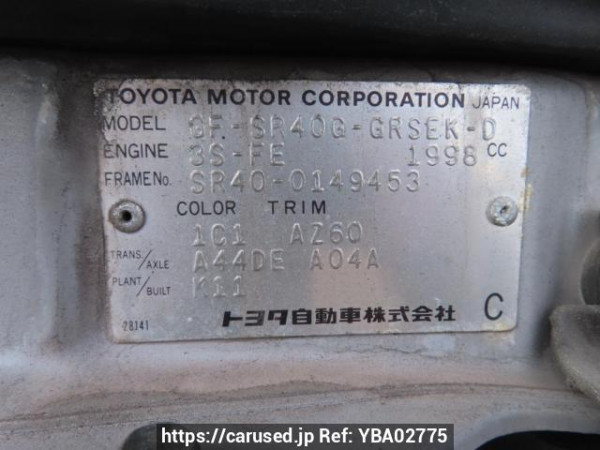 TOYOTA MOTOR CORPORATION JAPAN
MODEL GF-SR40G-GRSEK-D
ENGINE 3S-FE 1998 CC
FRAME No. SR40-0149453
COLOR TRIM
1C1 AZ60
TRANS/AXLE A44DE A04A
PLANT/BUILT K11
28141 トヨタ自動車株式会社 C
https://carused.jp Ref: YBA02775